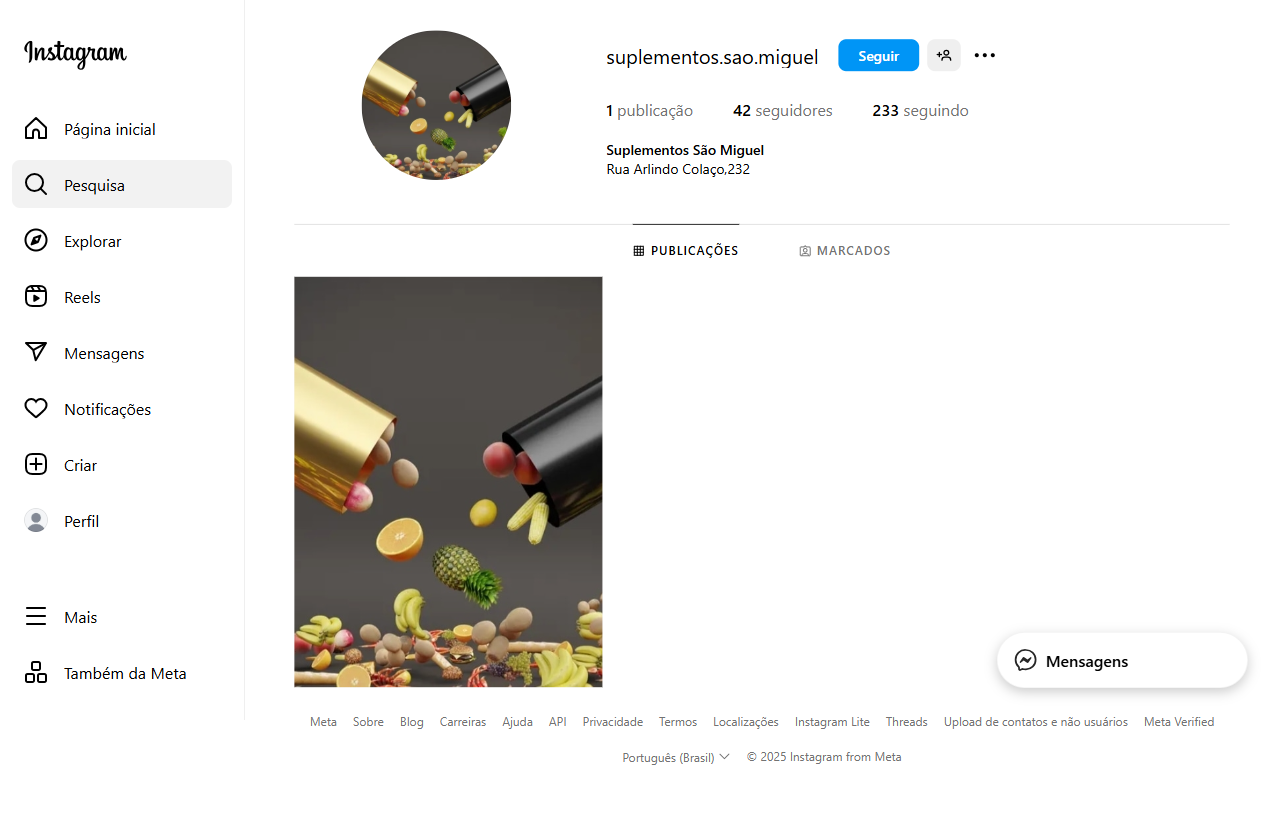 Instagram
Página inicial
Pesquisa
Explorar
Reels
Mensagens
Notificações
Criar
Perfil
Mais
Também da Meta
suplementos.sao.miguel Seguir
1 publicação 42 seguidores 233 seguindo
Suplementos São Miguel
Rua Arlindo Colaço,232
PUBLICAÇÕES MARCADOS
Mensagens
Meta Sobre Blog Carreiras Ajuda API Privacidade Termos Localizações Instagram Lite Threads Upload de contatos e não usuários Meta Verified
Português (Brasil) © 2025 Instagram from Meta